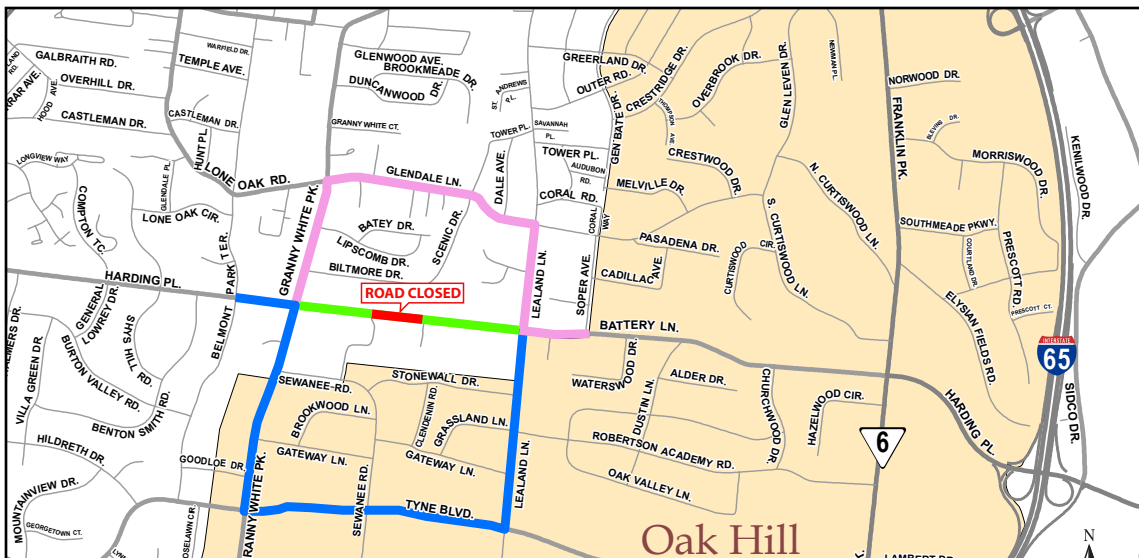 GALBRAITH RD.
OVERHILL DR.
HOOD AVE.
CASTLEMAN DR.
WARFIELD DR.
TEMPLE AVE.
CASTLEMAN DR.
HUNT PL.
LONGVIEW WAY
COMPTON TC.
GLENDALE PL.
LONE OAK CIR.
LONE OAK RD.
GLENWOOD AVE.
BROOKMEADE DR
DUNCANWOOD DR.
GRANNY WHITE CT.
ST. ANDREWS PL.
SAVANNAH PL.
TOWER PL.
TOWER PL.
AUDUBON RD.
CORAL RD.
CORAL WAY
DALE AVE.
GLENDALE LN.
GREERLAND DR.
OUTER RD.
CRESTRIDGE DR.
OVERBROOK DR.
THOMPSON AVE.
GEN BATE DR.
CRESTWOOD DR.
MELVILLE DR.
GLEN LEVEN DR.
NEWMAN PL.
NORWOOD DR.
FRANKLIN PK.
BLEVINS DR.
MORRISWOOD DR.
KENILWOOD DR.
N. CURTISWOOD LN.
S. CURTISWOOD LN.
CURTISWOOD CIR.
PASADENA DR.
CADILLAC AVE.
SOUTHMEADE PKWY.
COURTLAND DR.
PRESCOTT RD.
PRESCOTT CT.
ELYSIAN FIELDS RD.
GRANNY WHITE PK.
BATEY DR.
LIPSCOMB DR.
BILTMORE DR.
SCENIC DR.
LEALAND LN.
SOPER AVE.
HARDING PL.
PARK TER.
BELMONT
ROAD CLOSED
BATTERY LN.
GENERAL LOWREY DR.
SHYS HILL RD.
BURTON VALLEY RD.
VILLA GREEN DR.
BENTON SMITH RD.
HILDRETH DR.
MOUNTAINVIEW DR.
GEORGETOWN CT.
GOODLOE DR.
SEWANEE RD.
BROOKWOOD LN.
GATEWAY LN.
SEWANEE RD.
STONEWALL DR.
CLENDENIN RD.
GRASSLAND LN.
GATEWAY LN.
LEALAND LN.
GRANNY WHITE PK.
TYNE BLVD.
WATERSWOOD DR.
DUSTIN LN.
ALDER DR.
CHURCHWOOD DR.
HAZELWOOD CIR.
ROBERTSON ACADEMY RD.
OAK VALLEY LN.
HARDING PL.
INTERSTATE
65
SIDCO DR.
6
Oak Hill
LAMBERT
N